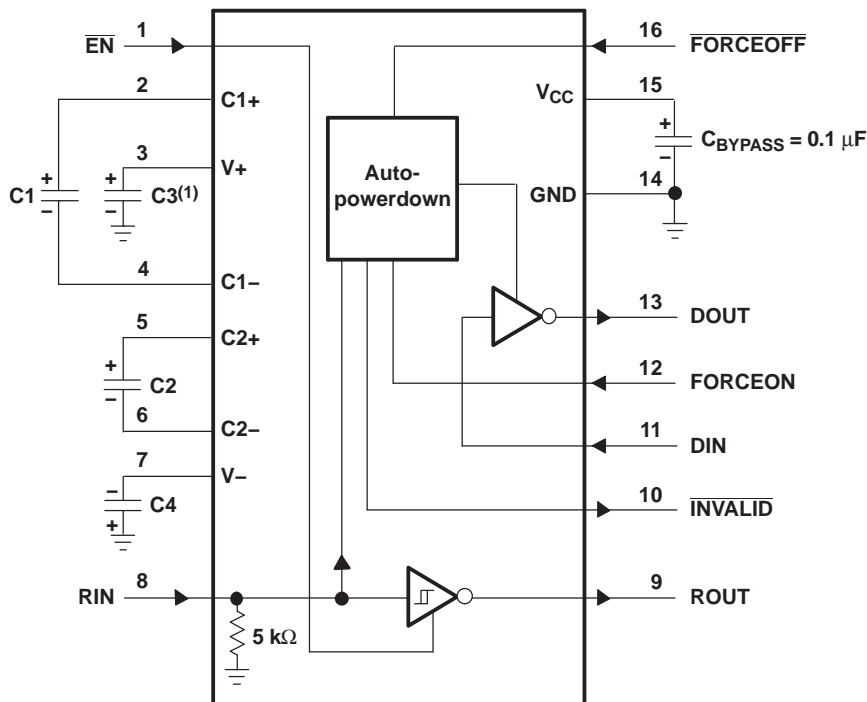 EN 1 16 FORCEOFF
2 C1+ VCC 15
CBYPASS = 0.1 μF
3 V+
C1 C3(1)
Auto-
powerdown
GND 14
4 C1−
5 C2+
13 DOUT
C2
12 FORCEON
6 C2−
11 DIN
7 V−
C4
10 INVALID
RIN 8 9 ROUT
5 kΩ
+
−
+
−
+
−
+
−
−
+